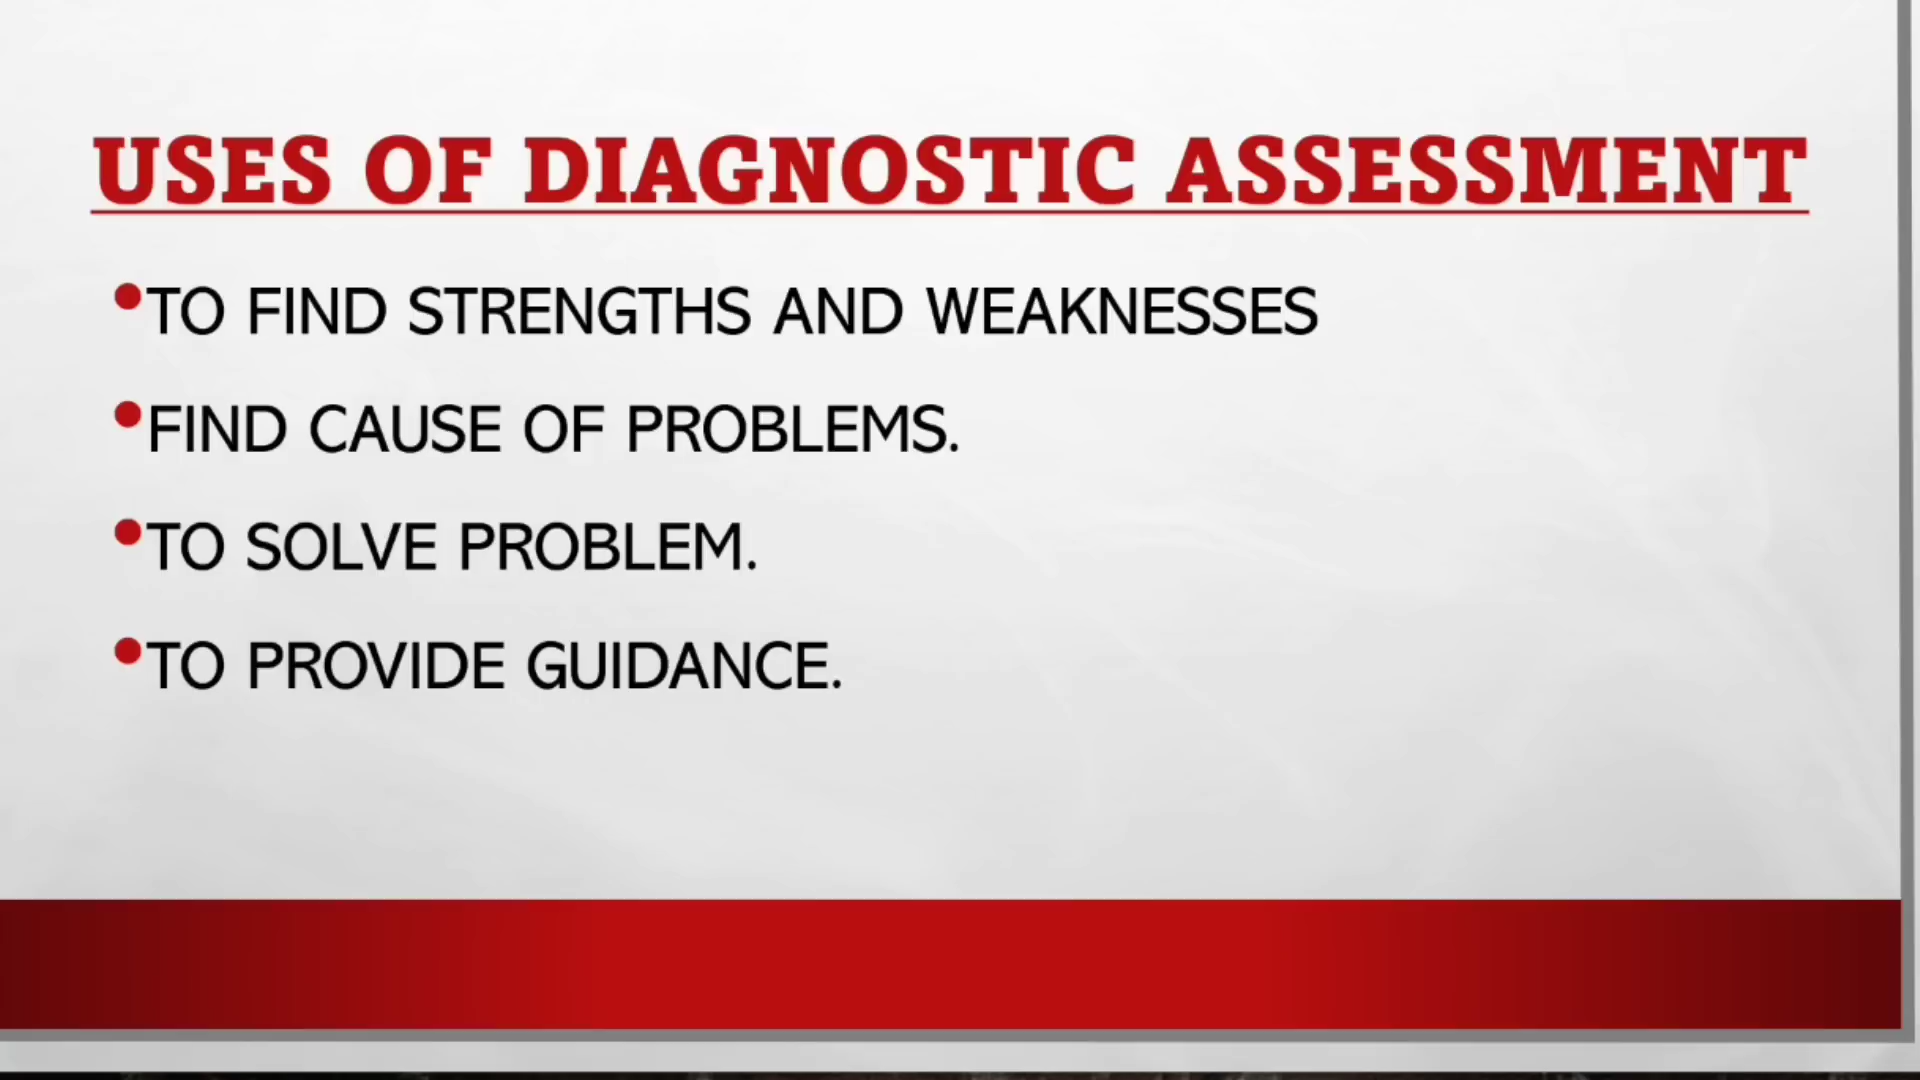 USES OF DIAGNOSTIC ASSESSMENT
•TO FIND STRENGTHS AND WEAKNESSES
•FIND CAUSE OF PROBLEMS.
•TO SOLVE PROBLEM.
•TO PROVIDE GUIDANCE.